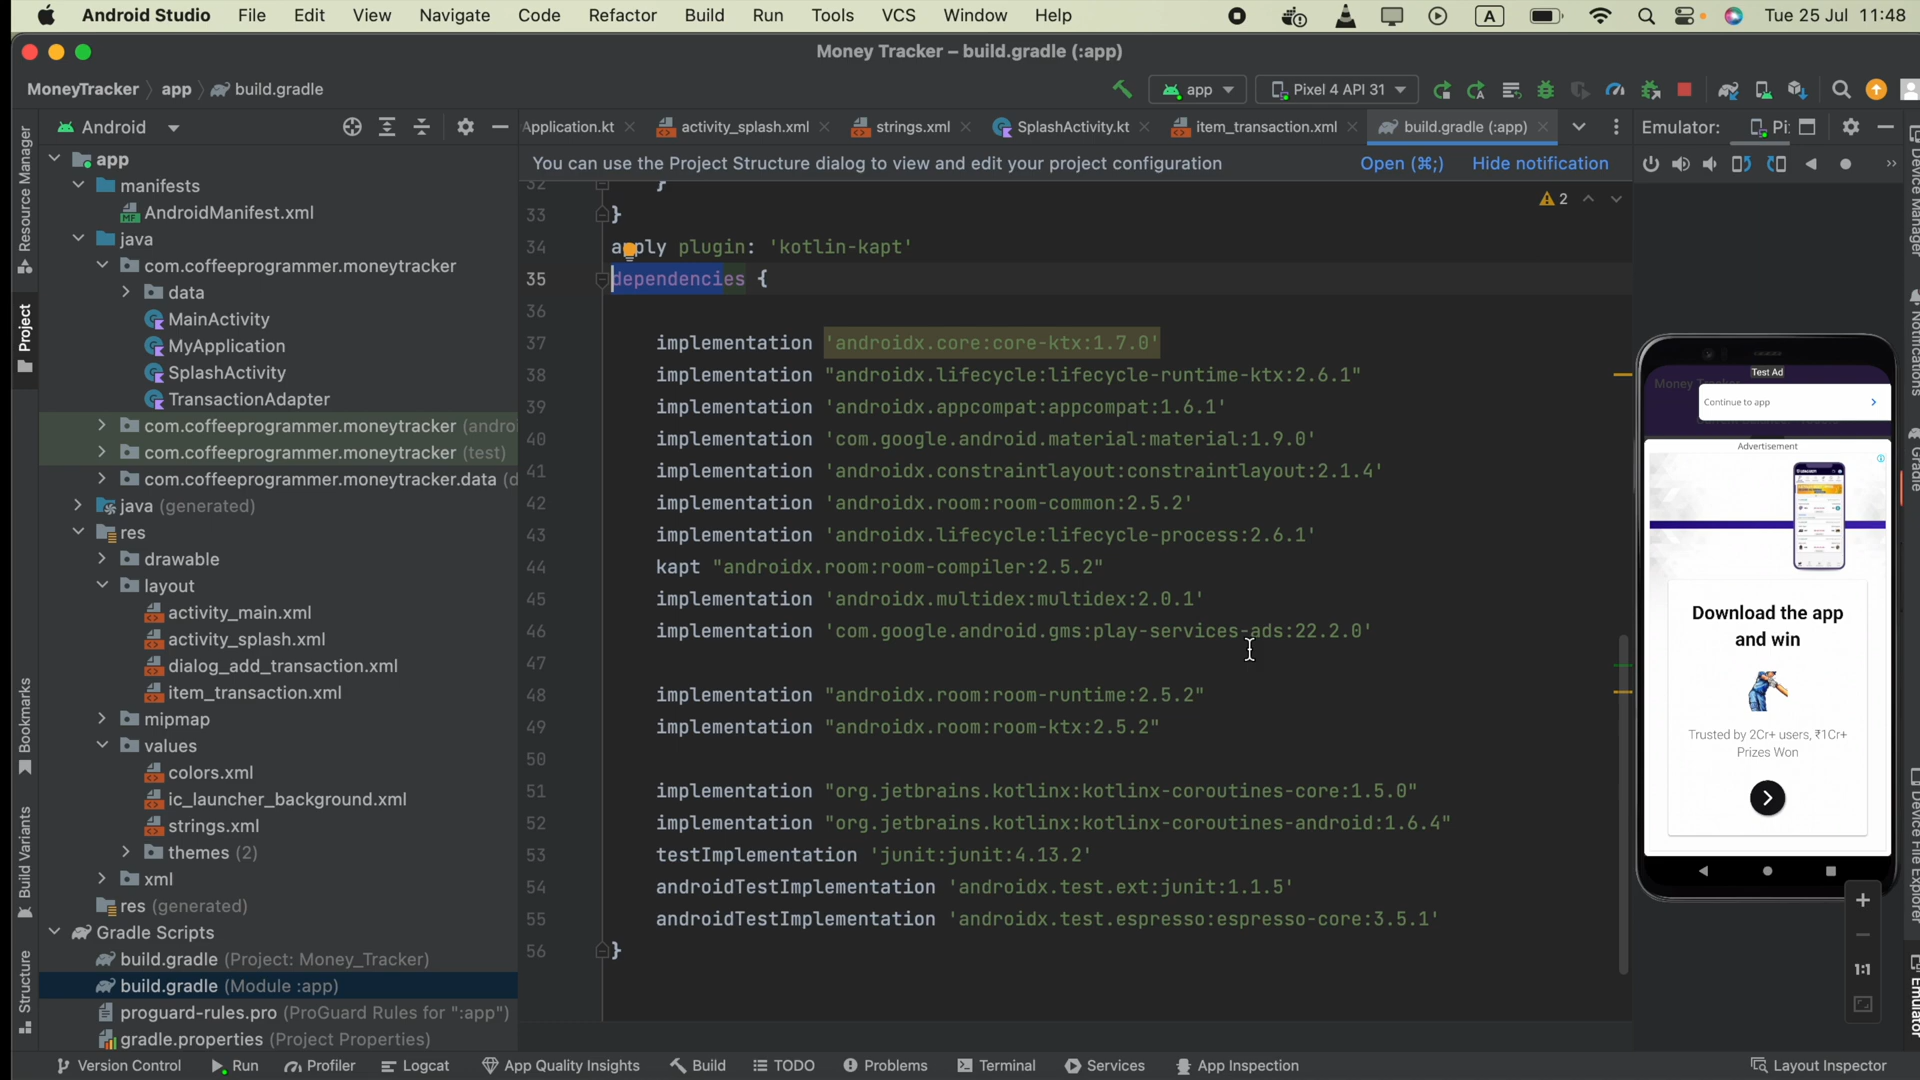 Android Studio File Edit View Navigate Code Refactor Build Run Tools VCS Window Help A Tue 25 Jul 11:48
Money Tracker – build.gradle (:app)
MoneyTracker app build.gradle
app Pixel 4 API 31
Android
Application.kt activity_splash.xml strings.xml SplashActivity.kt item_transaction.xml build.gradle (:app)
Emulator: Pi
You can use the Project Structure dialog to view and edit your project configuration Open (⌘;) Hide notification
Resource Manager
Project
Bookmarks
Build Variants
Structure
app
manifests
AndroidManifest.xml
java
com.coffeeprogrammer.moneytracker
data
MainActivity
MyApplication
SplashActivity
TransactionAdapter
com.coffeeprogrammer.moneytracker (andro
com.coffeeprogrammer.moneytracker (test)
com.coffeeprogrammer.moneytracker.data (d
java (generated)
res
drawable
layout
activity_main.xml
activity_splash.xml
dialog_add_transaction.xml
item_transaction.xml
mipmap
values
colors.xml
ic_launcher_background.xml
strings.xml
themes (2)
xml
res (generated)
Gradle Scripts
build.gradle (Project: Money_Tracker)
build.gradle (Module :app)
proguard-rules.pro (ProGuard Rules for ":app")
gradle.properties (Project Properties)
2
32 }
33 }
34 apply plugin: 'kotlin-kapt'
35 dependencies {
36
37 implementation 'androidx.core:core-ktx:1.7.0'
38 implementation "androidx.lifecycle:lifecycle-runtime-ktx:2.6.1"
39 implementation 'androidx.appcompat:appcompat:1.6.1'
40 implementation 'com.google.android.material:material:1.9.0'
41 implementation 'androidx.constraintlayout:constraintlayout:2.1.4'
42 implementation 'androidx.room:room-common:2.5.2'
43 implementation 'androidx.lifecycle:lifecycle-process:2.6.1'
44 kapt "androidx.room:room-compiler:2.5.2"
45 implementation 'androidx.multidex:multidex:2.0.1'
46 implementation 'com.google.android.gms:play-services-ads:22.2.0'
47
48 implementation "androidx.room:room-runtime:2.5.2"
49 implementation "androidx.room:room-ktx:2.5.2"
50
51 implementation "org.jetbrains.kotlinx:kotlinx-coroutines-core:1.5.0"
52 implementation "org.jetbrains.kotlinx:kotlinx-coroutines-android:1.6.4"
53 testImplementation 'junit:junit:4.13.2'
54 androidTestImplementation 'androidx.test.ext:junit:1.1.5'
55 androidTestImplementation 'androidx.test.espresso:espresso-core:3.5.1'
56 }
Test Ad
Money
Continue to app
Advertisement
Download the app
and win
Trusted by 2Cr+ users, ₹1Cr+
Prizes Won
1:1
Device Manager
Notifications
Gradle
Device File Explorer
Emulator
Version Control Run Profiler Logcat App Quality Insights Build TODO Problems Terminal Services App Inspection Layout Inspector